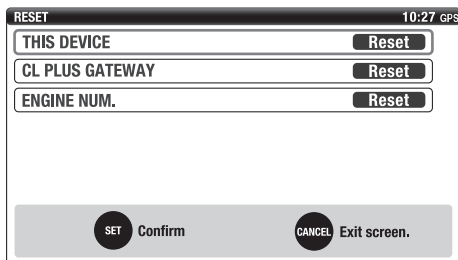 RESET 10:27 GPS
THIS DEVICE Reset
CL PLUS GATEWAY Reset
ENGINE NUM. Reset
SET Confirm CANCEL Exit screen.